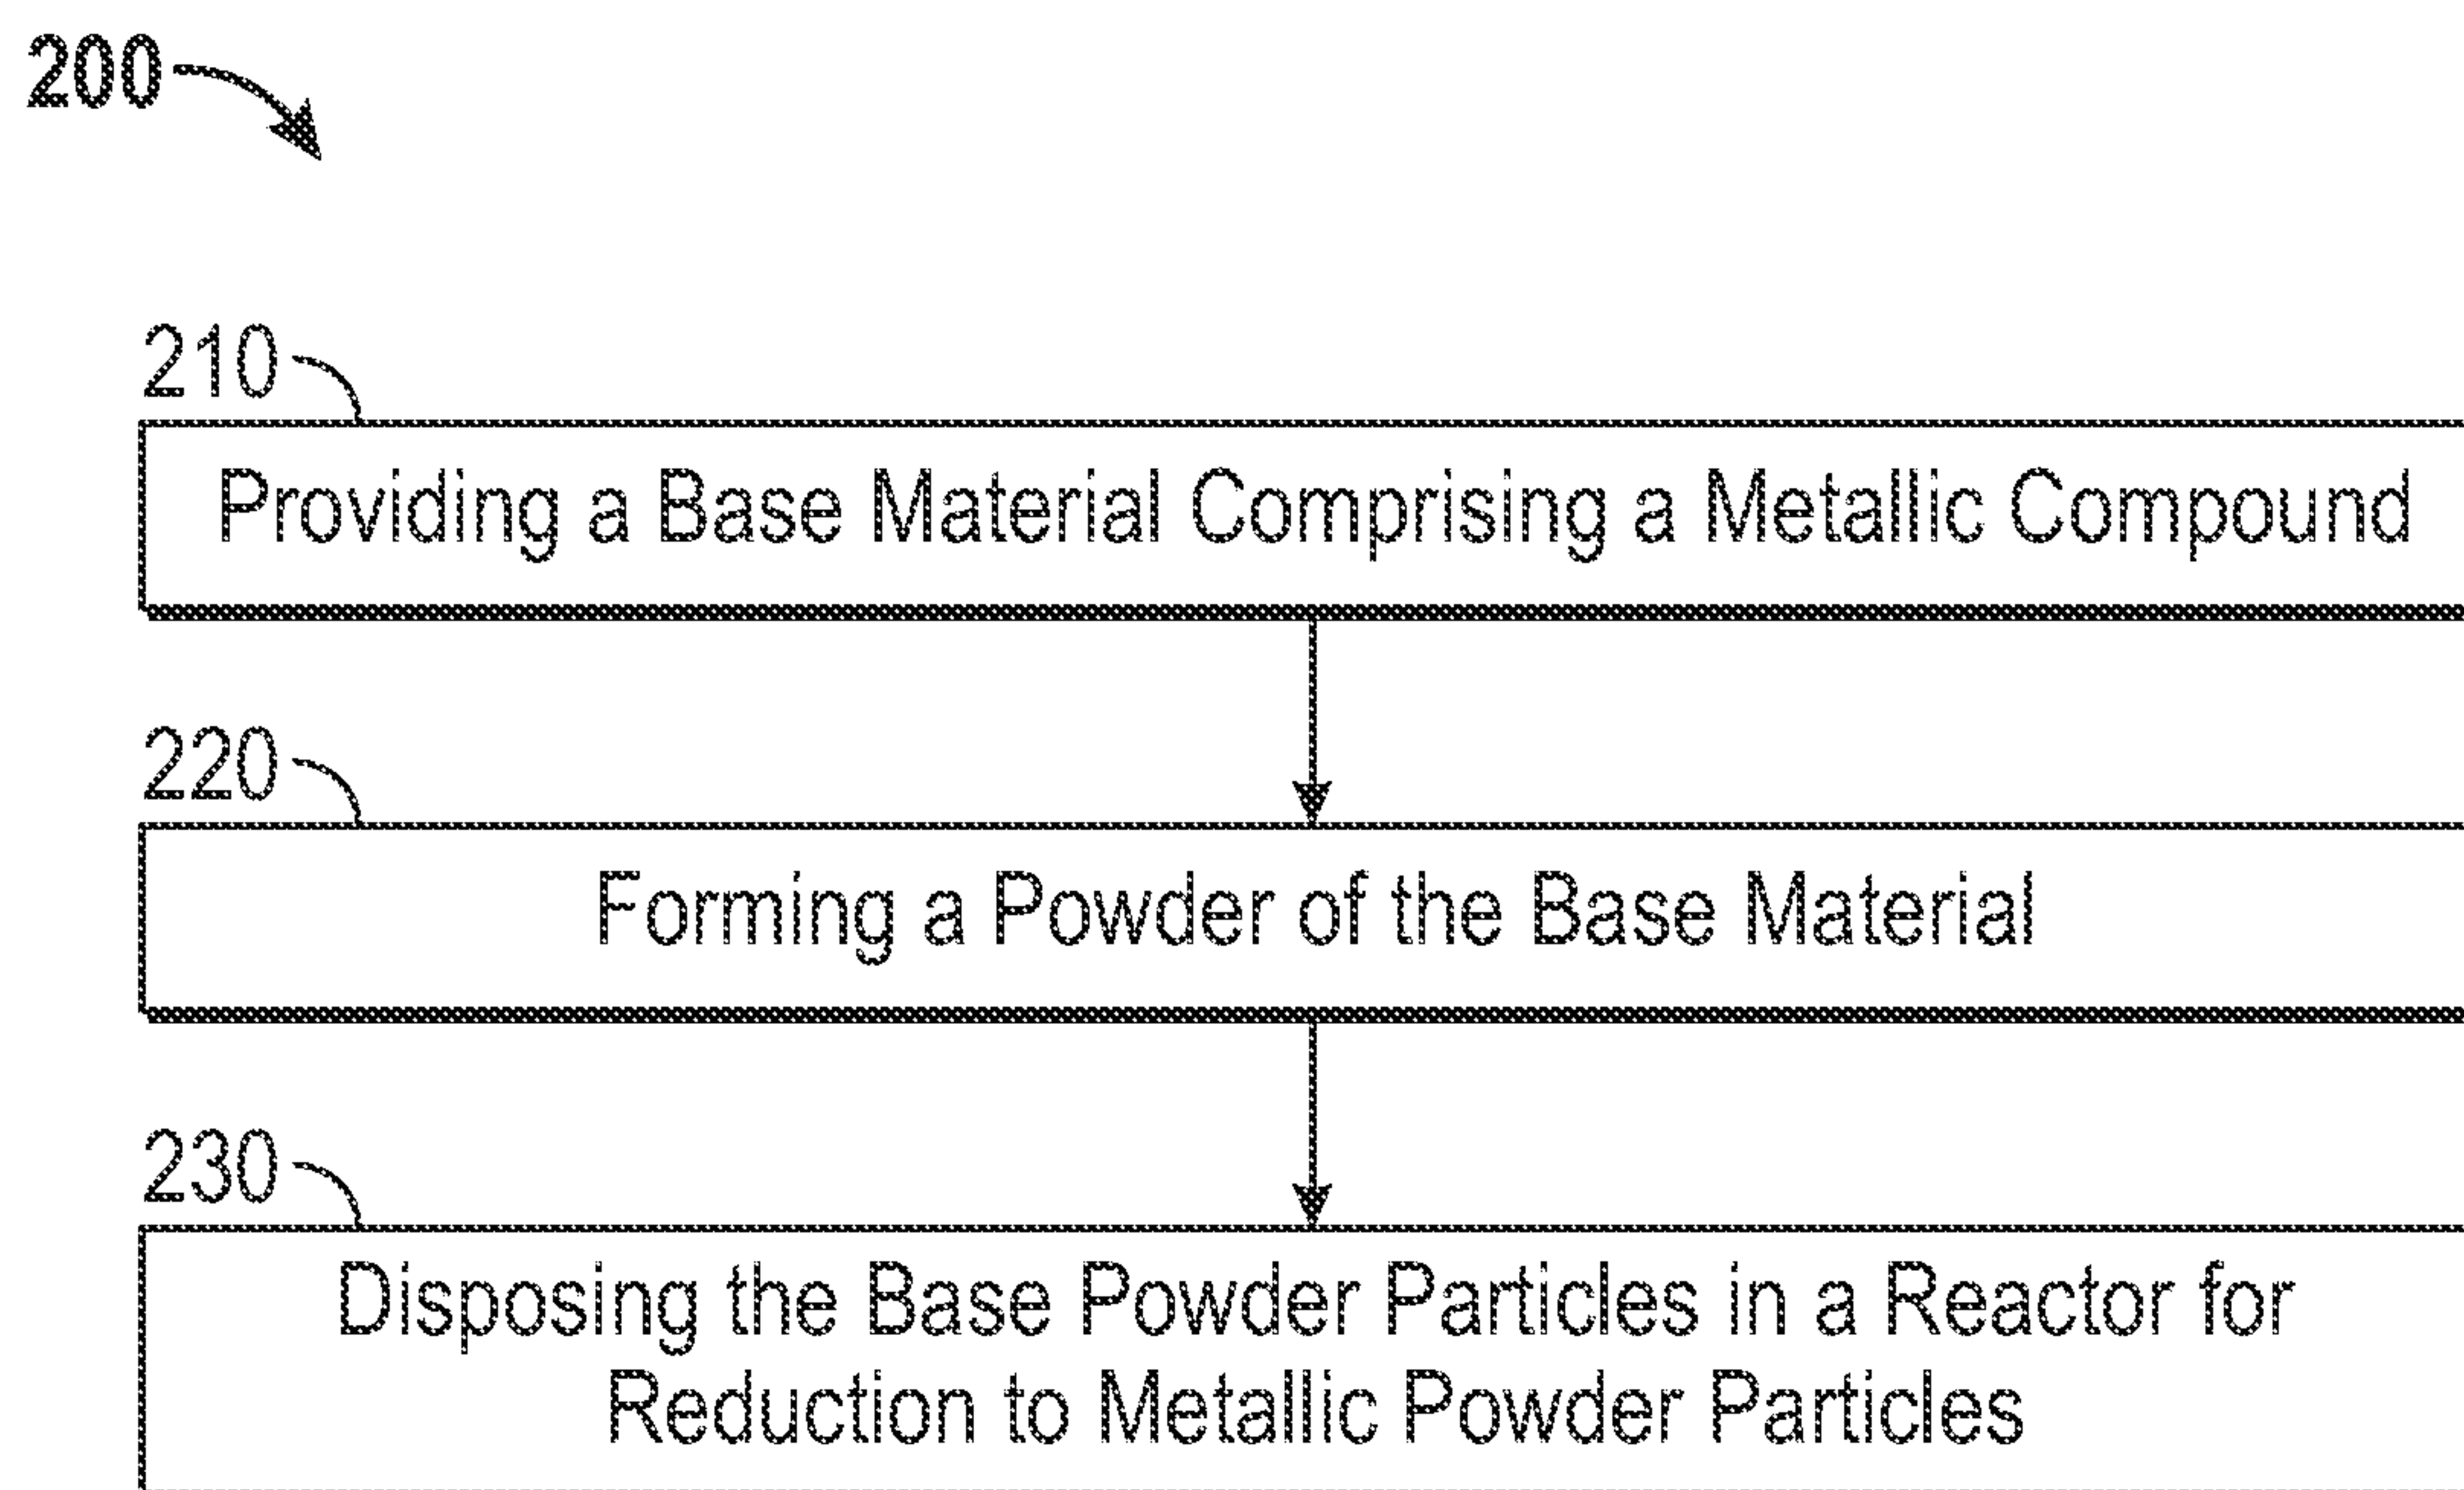 200
210
Providing a Base Material Comprising a Metallic Compound
220
Forming a Powder of the Base Material
230
Disposing the Base Powder Particles in a Reactor for
Reduction to Metallic Powder Particles